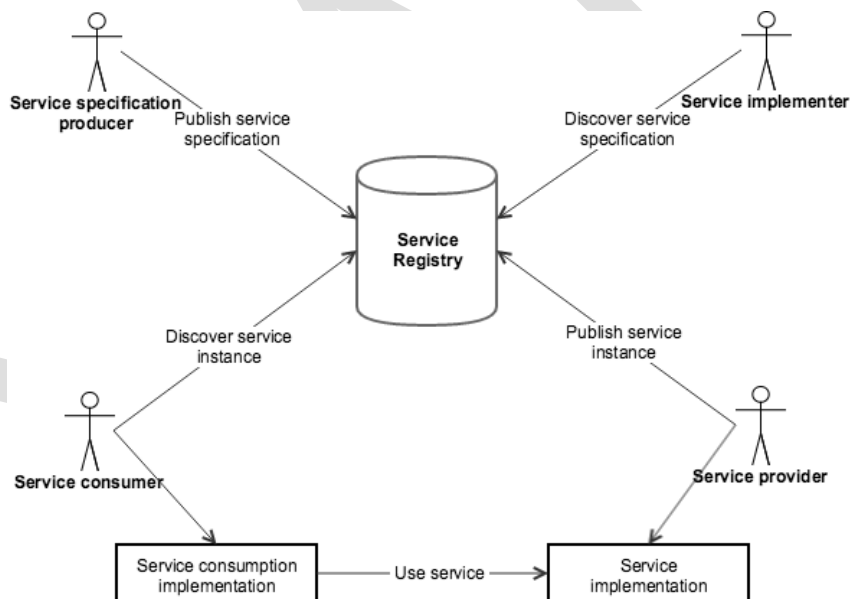 Service specification
producer
Service implementer
Publish service
specification
Discover service
specification
Service
Registry
Discover service
instance
Publish service
instance
Service consumer
Service provider
Service consumption
implementation
Use service
Service
implementation